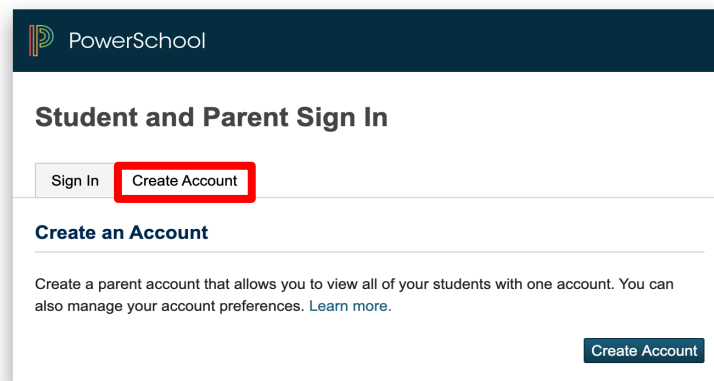 PowerSchool
Student and Parent Sign In
Sign In Create Account
Create an Account
Create a parent account that allows you to view all of your students with one account. You can
also manage your account preferences. Learn more.
Create Account